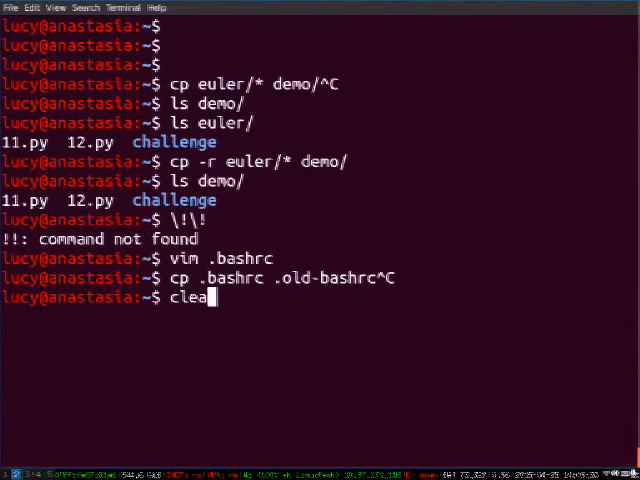 File Edit View Search Terminal Help
lucy@anastasia:~$
lucy@anastasia:~$
lucy@anastasia:~$
lucy@anastasia:~$ cp euler/* demo/^C
lucy@anastasia:~$ ls demo/
lucy@anastasia:~$ ls euler/
11.py 12.py challenge
lucy@anastasia:~$ cp -r euler/* demo/
lucy@anastasia:~$ ls demo/
11.py 12.py challenge
lucy@anastasia:~$ \!\!
!!: command not found
lucy@anastasia:~$ vim .bashrc
lucy@anastasia:~$ cp .bashrc .old-bashrc^C
lucy@anastasia:~$ clea